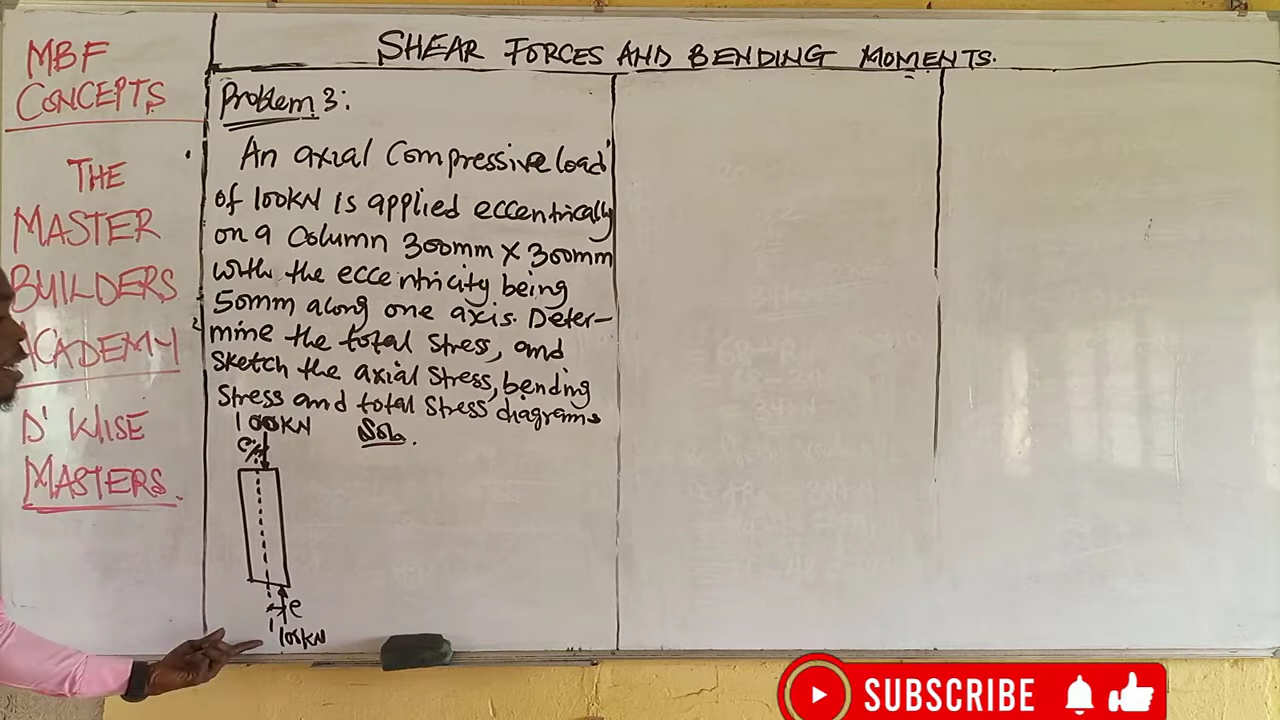 MBF
CONCEPTS
THE
MASTER
BUILDERS
ACADEMY
D' WISE
MASTERS.
SHEAR FORCES AND BENDING MOMENTS.
Problem 3:
An axial Compressive load
of 100KN is applied eccentrically
on a Column 300mm X 300mm
with the eccentricity being
50mm along one axis. Deter-
mine the total stress, and
sketch the axial stress, bending
stress and total stress diagrams
100KN
Soln.
e
e
100KN
SUBSCRIBE